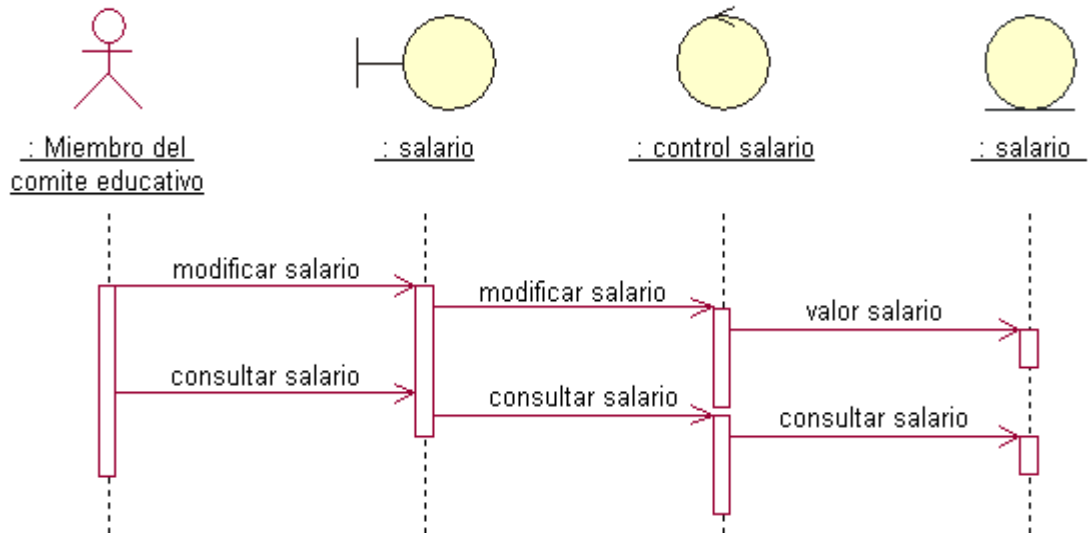 : Miembro del
comite educativo
: salario
: control salario
: salario
modificar salario
modificar salario
valor salario
consultar salario
consultar salario
consultar salario